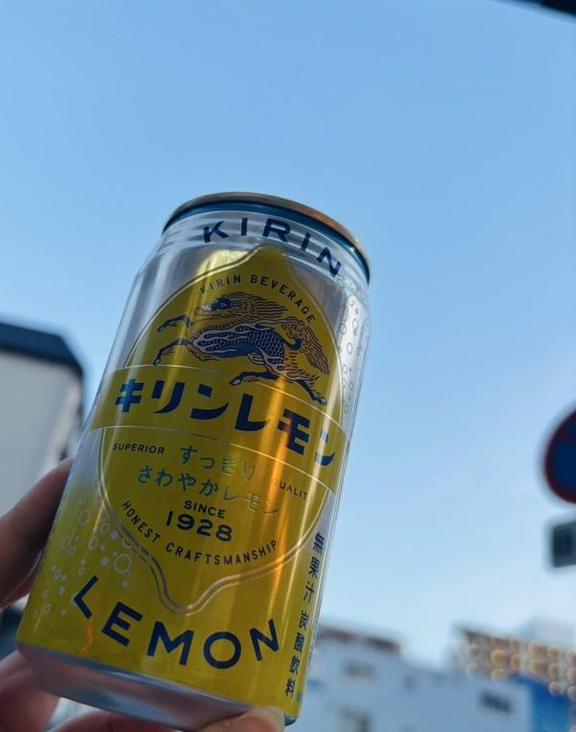 KIRIN
KIRIN BEVERAGE
キリンレモン
SUPERIOR QUALITY
すっきり
さわやかレモン
SINCE
1928
HONEST CRAFTSMANSHIP
LEMON
無果汁 炭酸飲料